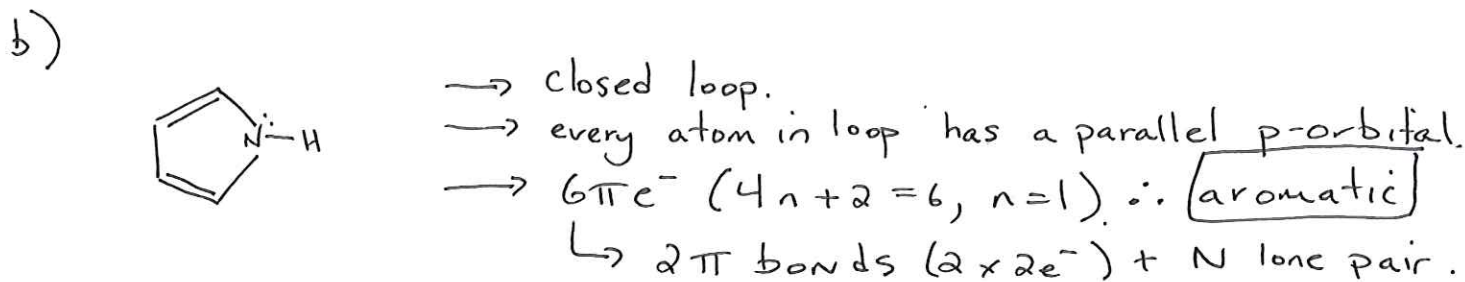 b)
→ closed loop.
N̈—H
→ every atom in loop has a parallel p-orbital.
→ 6πe⁻ (4n+2=6, n=1) ∴ aromatic
↳ 2π bonds (2×2e⁻) + N lone pair.